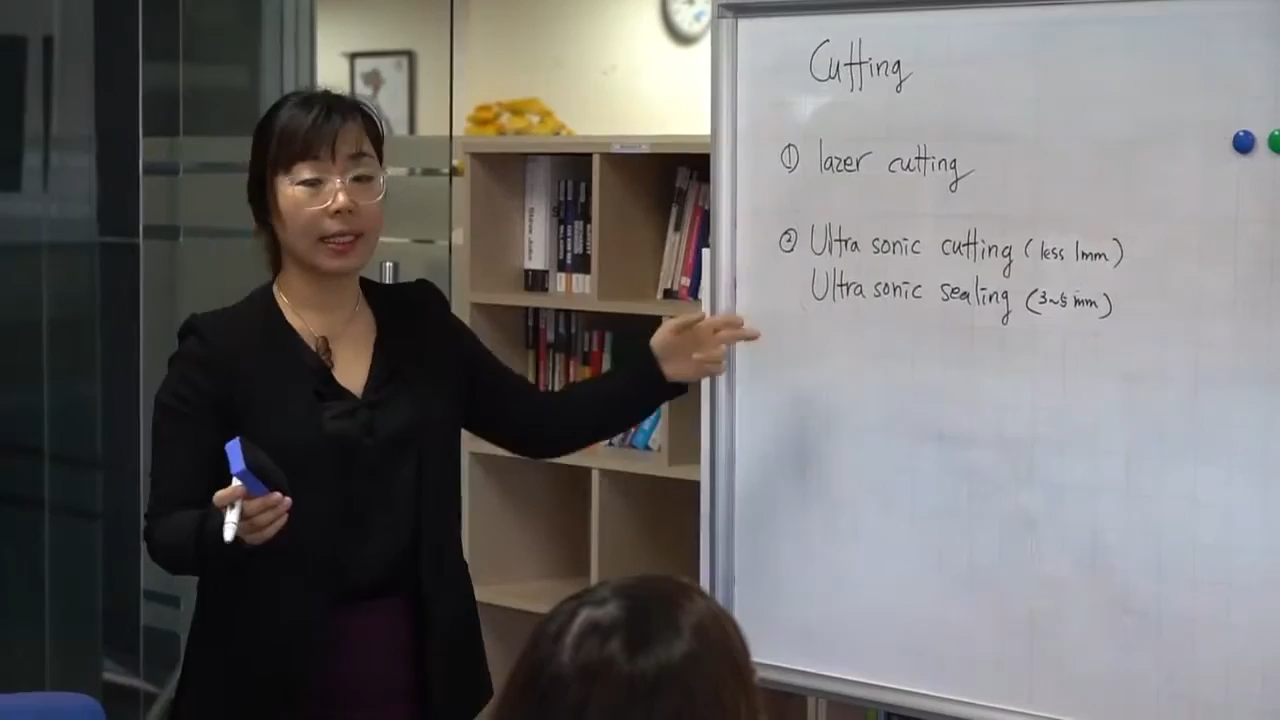 Cutting
① lazer cutting
② Ultra sonic cutting (less 1mm)
Ultra sonic sealing (3~5 mm)